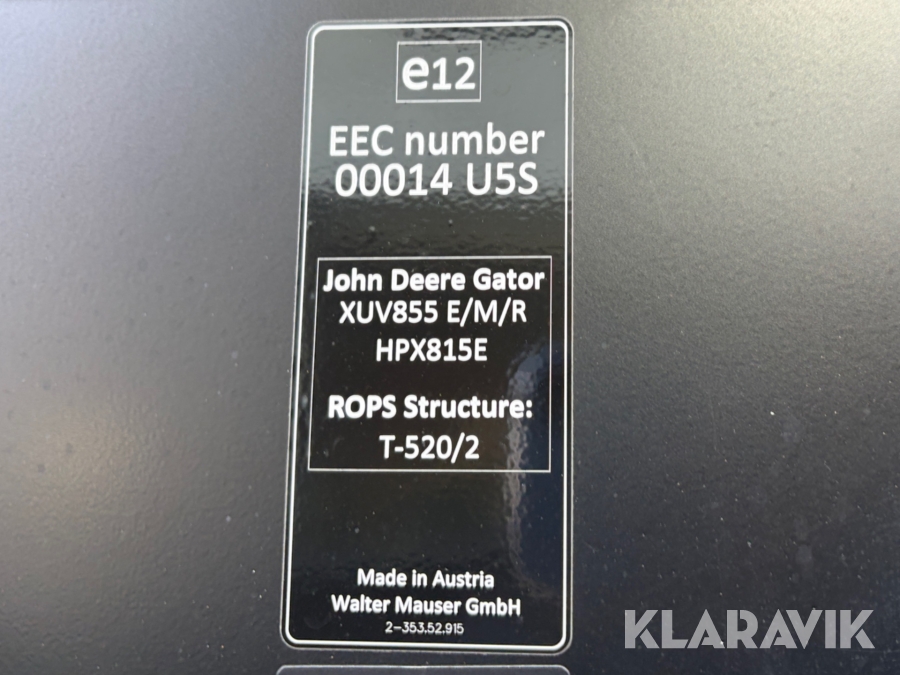 e12
EEC number
00014 U5S
John Deere Gator
XUV855 E/M/R
HPX815E
ROPS Structure:
T-520/2
Made in Austria
Walter Mauser GmbH
2-353.52.915
KLARAVIK